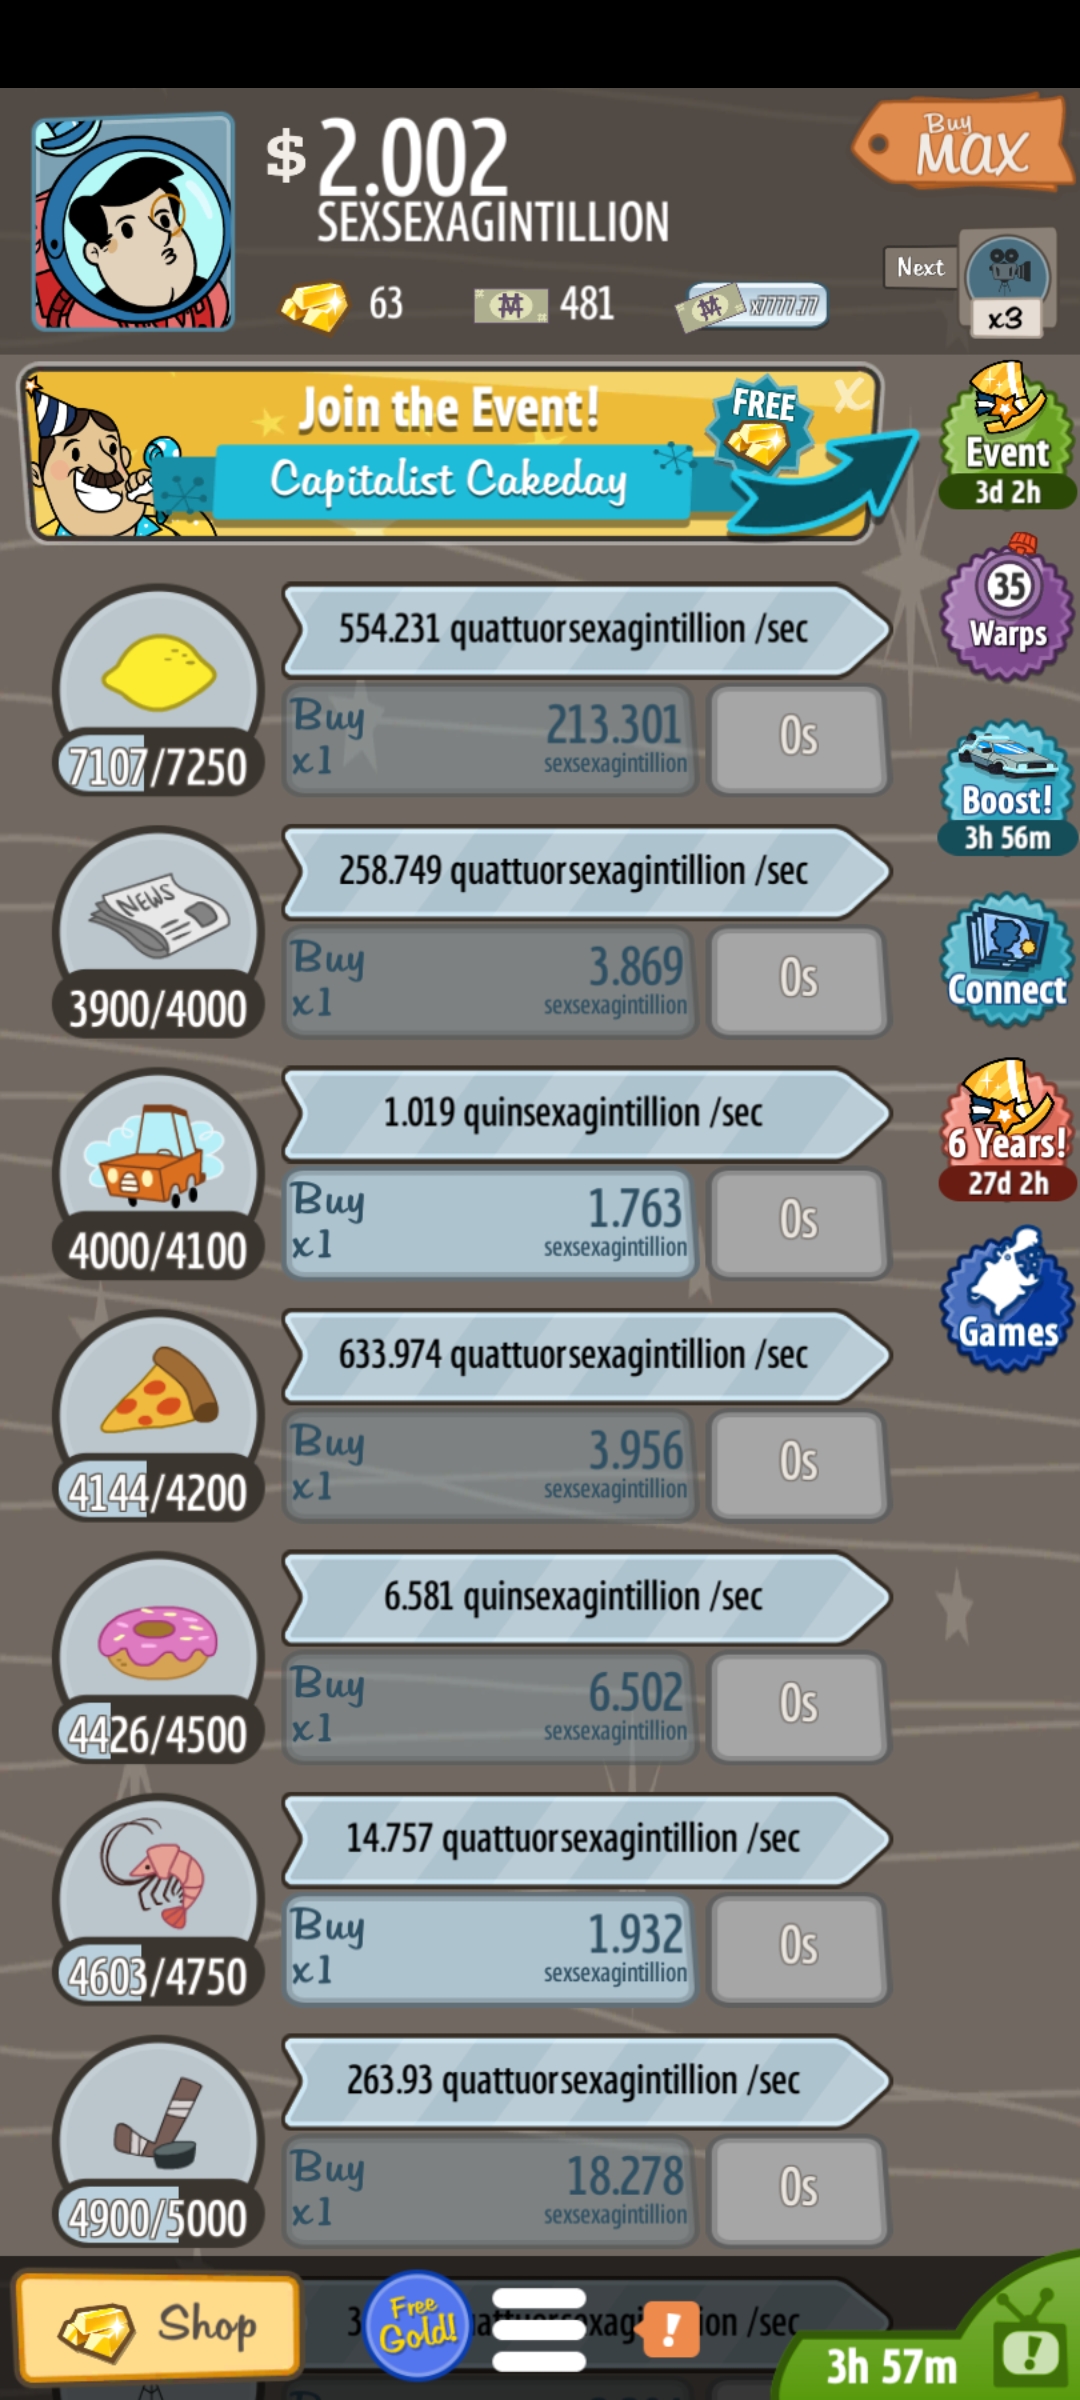 $ 2.002
SEXSEXAGINTILLION
Buy
MAX
63
481
x7777.77
Next
x3
Join the Event!
Capitalist Cakeday
FREE
X
Event
3d 2h
35
Warps
Boost!
3h 56m
Connect
6 Years!
27d 2h
Games
554.231 quattuorsexagintillion /sec
7107/7250
Buy
x1
213.301
sexsexagintillion
0s
NEWS
258.749 quattuorsexagintillion /sec
3900/4000
Buy
x1
3.869
sexsexagintillion
0s
1.019 quinsexagintillion /sec
4000/4100
Buy
x1
1.763
sexsexagintillion
0s
633.974 quattuorsexagintillion /sec
4144/4200
Buy
x1
3.956
sexsexagintillion
0s
6.581 quinsexagintillion /sec
4426/4500
Buy
x1
6.502
sexsexagintillion
0s
14.757 quattuorsexagintillion /sec
4603/4750
Buy
x1
1.932
sexsexagintillion
0s
263.93 quattuorsexagintillion /sec
4900/5000
Buy
x1
18.278
sexsexagintillion
0s
Shop
Free
Gold!
!
/sec
3h 57m
!